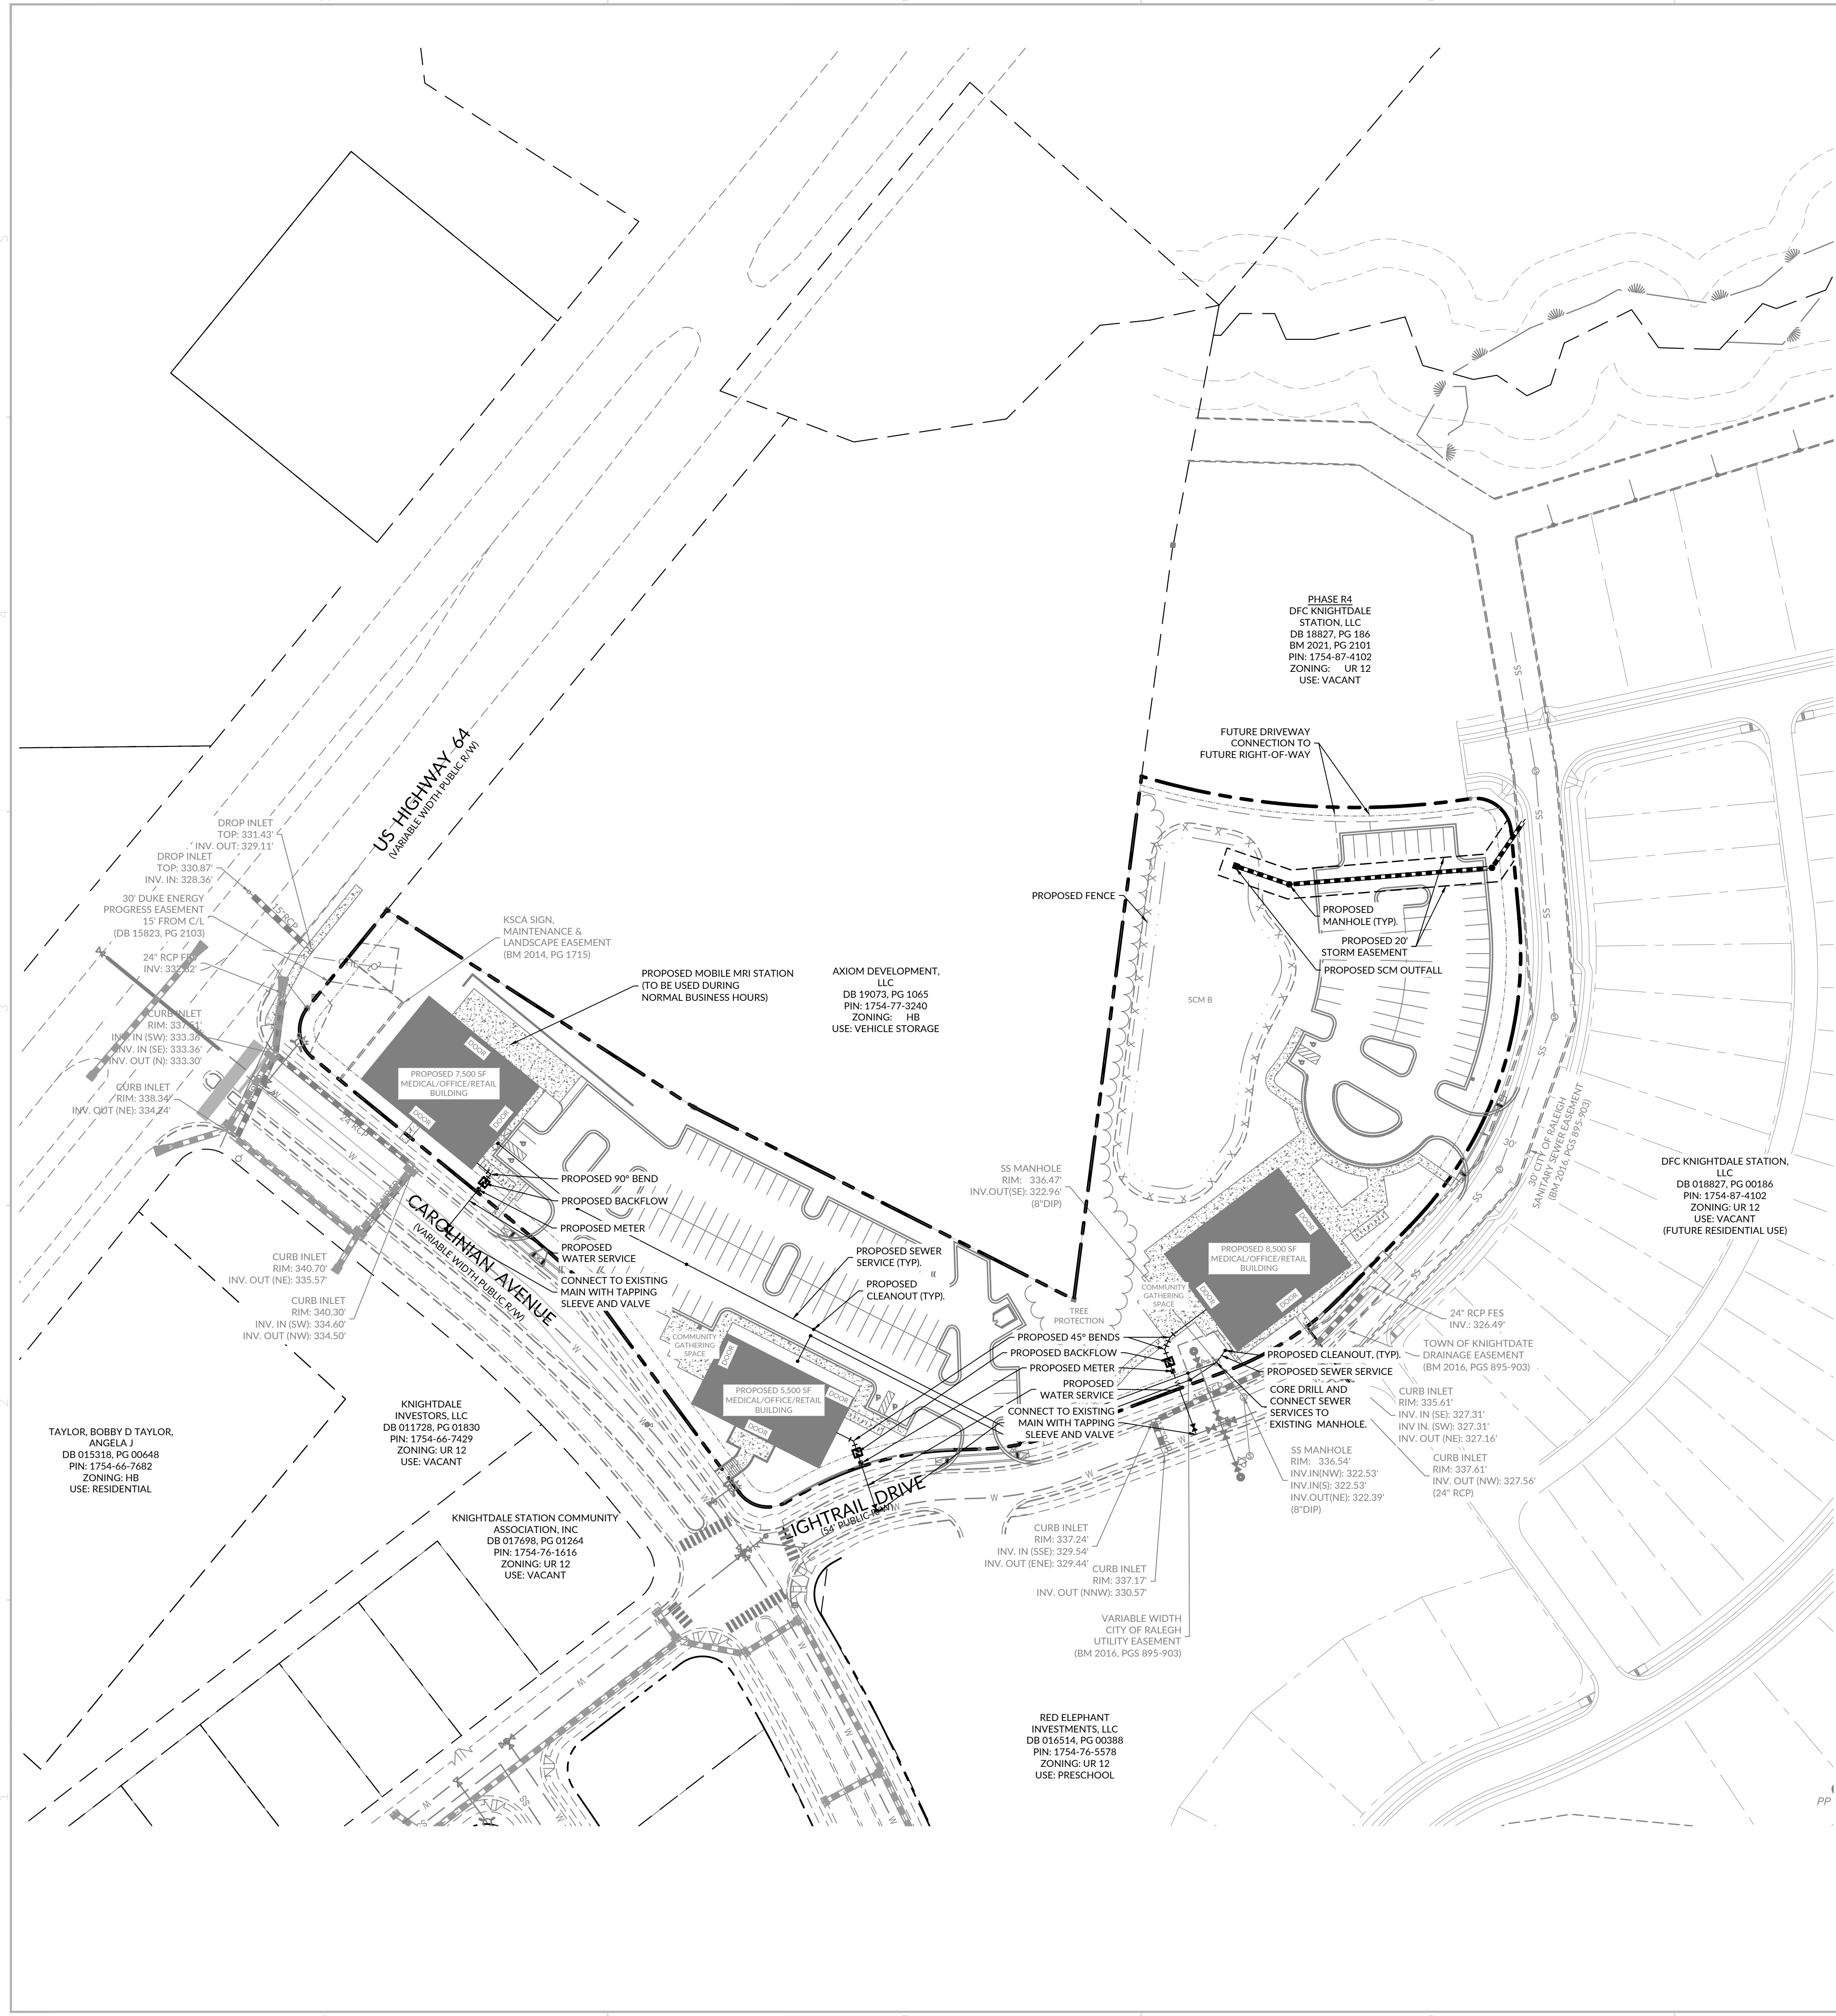 PHASE R4
DFC KNIGHTDALE
STATION, LLC
DB 18827, PG 186
BM 2021, PG 2101
PIN: 1754-87-4102
ZONING: UR 12
USE: VACANT
FUTURE DRIVEWAY
CONNECTION TO
FUTURE RIGHT-OF-WAY
US HIGHWAY 64
(VARIABLE WIDTH PUBLIC R/W)
DROP INLET
TOP: 331.43'
INV. OUT: 329.11'
DROP INLET
TOP: 330.87'
INV. IN: 328.36'
15"RCP
30' DUKE ENERGY
PROGRESS EASEMENT
15' FROM C/L
(DB 15823, PG 2103)
24" RCP
INV:
KSCA SIGN,
MAINTENANCE &
LANDSCAPE EASEMENT
(BM 2014, PG 1715)
PROPOSED MOBILE MRI STATION
(TO BE USED DURING
NORMAL BUSINESS HOURS)
AXIOM DEVELOPMENT,
LLC
DB 19073, PG 1065
PIN: 1754-77-3240
ZONING: HB
USE: VEHICLE STORAGE
PROPOSED FENCE
PROPOSED
MANHOLE (TYP.)
PROPOSED 20'
STORM EASEMENT
PROPOSED SCM OUTFALL
SCM B
CURB INLET
RIM: 337.51'
INV. IN (SW): 333.36'
INV. IN (SE): 333.36'
INV. OUT (N): 333.30'
CURB INLET
RIM: 338.34'
INV. OUT (NE): 334.24'
24" RCP
DOOR
PROPOSED 7,500 SF
MEDICAL/OFFICE/RETAIL
BUILDING
DOOR
DOOR
PROPOSED 90° BEND
PROPOSED BACKFLOW
PROPOSED METER
PROPOSED
WATER SERVICE
CONNECT TO EXISTING
MAIN WITH TAPPING
SLEEVE AND VALVE
CAROLINIAN AVENUE
(VARIABLE WIDTH PUBLIC R/W)
CURB INLET
RIM: 340.70'
INV. OUT (NE): 335.57'
CURB INLET
RIM: 340.30'
INV. IN (SW): 334.60'
INV. OUT (NW): 334.50'
PROPOSED SEWER
SERVICE (TYP.)
PROPOSED
CLEANOUT (TYP.)
SS MANHOLE
RIM: 336.47'
INV.OUT(SE): 322.96'
(8"DIP)
30' CITY OF RALEIGH
SANITARY SEWER EASEMENT
(BM 2016, PGS 895-903)
30'
DFC KNIGHTDALE STATION,
LLC
DB 018827, PG 00186
PIN: 1754-87-4102
ZONING: UR 12
USE: VACANT
(FUTURE RESIDENTIAL USE)
DOOR
PROPOSED 8,500 SF
MEDICAL/OFFICE/RETAIL
BUILDING
DOOR
DOOR
COMMUNITY
GATHERING
SPACE
TREE
PROTECTION
COMMUNITY
GATHERING
SPACE
DOOR
DOOR
PROPOSED 5,500 SF
MEDICAL/OFFICE/RETAIL
BUILDING
DOOR
PROPOSED 45° BENDS
PROPOSED BACKFLOW
PROPOSED METER
PROPOSED
WATER SERVICE
CONNECT TO EXISTING
MAIN WITH TAPPING
SLEEVE AND VALVE
PROPOSED CLEANOUT, (TYP).
PROPOSED SEWER SERVICE
CORE DRILL AND
CONNECT SEWER
SERVICES TO
EXISTING MANHOLE.
24" RCP FES
INV.: 326.49'
TOWN OF KNIGHTDATE
DRAINAGE EASEMENT
(BM 2016, PGS 895-903)
CURB INLET
RIM: 335.61'
INV. IN (SE): 327.31'
INV IN. (SW): 327.31'
INV. OUT (NE): 327.16'
SS MANHOLE
RIM: 336.54'
INV.IN(NW): 322.53'
INV.IN(S): 322.53'
INV.OUT(NE): 322.39'
(8"DIP)
CURB INLET
RIM: 337.61'
INV. OUT (NW): 327.56'
(24" RCP)
TAYLOR, BOBBY D TAYLOR,
ANGELA J
DB 015318, PG 00648
PIN: 1754-66-7682
ZONING: HB
USE: RESIDENTIAL
KNIGHTDALE
INVESTORS, LLC
DB 011728, PG 01830
PIN: 1754-66-7429
ZONING: UR 12
USE: VACANT
KNIGHTDALE STATION COMMUNITY
ASSOCIATION, INC
DB 017698, PG 01264
PIN: 1754-76-1616
ZONING: UR 12
USE: VACANT
LIGHTRAIL DRIVE
(54' PUBLIC R/W)
CURB INLET
RIM: 337.24'
INV. IN (SSE): 329.54'
INV. OUT (ENE): 329.44'
CURB INLET
RIM: 337.17'
INV. OUT (NNW): 330.57'
VARIABLE WIDTH
CITY OF RALEGH
UTILITY EASEMENT
(BM 2016, PGS 895-903)
RED ELEPHANT
INVESTMENTS, LLC
DB 016514, PG 00388
PIN: 1754-76-5578
ZONING: UR 12
USE: PRESCHOOL
PP